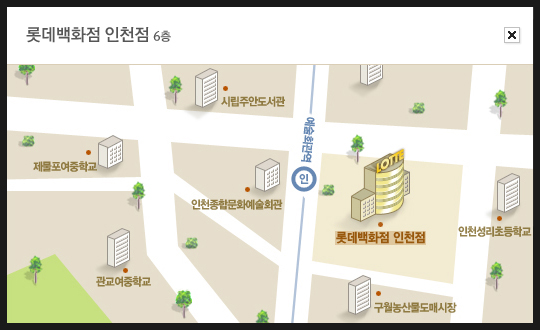 롯데백화점 인천점 6층
시립주안도서관
예술회관역
제물포여중학교
인
LOTT
인천종합문화예술회관
인천성리초등학교
롯데백화점 인천점
관교여중학교
구월농산물도매시장